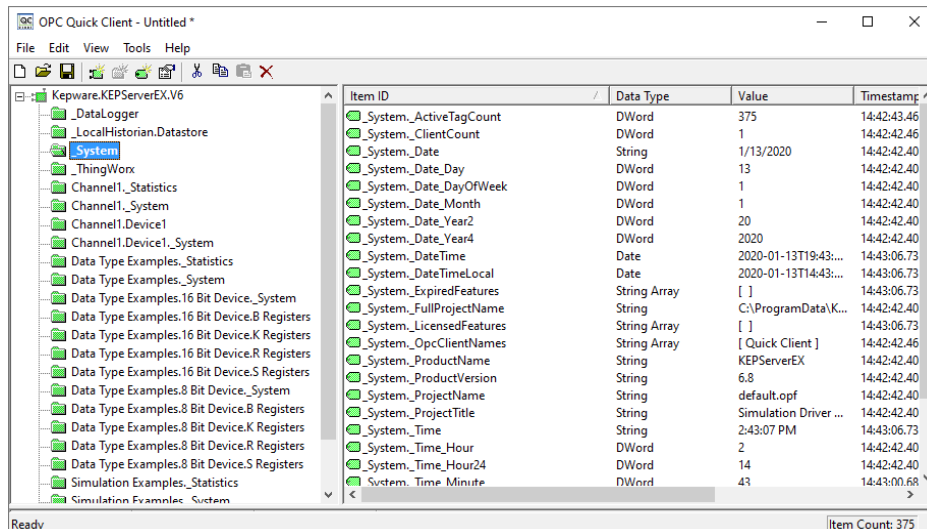 OPC Quick Client - Untitled *
File Edit View Tools Help
Kepware.KEPServerEX.V6
_DataLogger
_LocalHistorian.Datastore
_System
_ThingWorx
Channel1._Statistics
Channel1._System
Channel1.Device1
Channel1.Device1._System
Data Type Examples._Statistics
Data Type Examples._System
Data Type Examples.16 Bit Device._System
Data Type Examples.16 Bit Device.B Registers
Data Type Examples.16 Bit Device.K Registers
Data Type Examples.16 Bit Device.R Registers
Data Type Examples.16 Bit Device.S Registers
Data Type Examples.8 Bit Device._System
Data Type Examples.8 Bit Device.B Registers
Data Type Examples.8 Bit Device.K Registers
Data Type Examples.8 Bit Device.R Registers
Data Type Examples.8 Bit Device.S Registers
Simulation Examples._Statistics
Simulation Examples._System
Item ID Data Type Value Timestamp
_System._ActiveTagCount DWord 375 14:42:43.46
_System._ClientCount DWord 1 14:42:42.46
_System._Date String 1/13/2020 14:42:42.40
_System._Date_Day DWord 13 14:42:42.40
_System._Date_DayOfWeek DWord 1 14:42:42.40
_System._Date_Month DWord 1 14:42:42.40
_System._Date_Year2 DWord 20 14:42:42.40
_System._Date_Year4 DWord 2020 14:42:42.40
_System._DateTime Date 2020-01-13T19:43:... 14:43:06.73
_System._DateTimeLocal Date 2020-01-13T14:43:... 14:43:06.73
_System._ExpiredFeatures String Array [ ] 14:43:06.73
_System._FullProjectName String C:\ProgramData\K... 14:42:42.40
_System._LicensedFeatures String Array [ ] 14:43:06.73
_System._OpcClientNames String Array [ Quick Client ] 14:42:42.46
_System._ProductName String KEPServerEX 14:42:42.40
_System._ProductVersion String 6.8 14:42:42.40
_System._ProjectName String default.opf 14:42:42.40
_System._ProjectTitle String Simulation Driver ... 14:42:42.40
_System._Time String 2:43:07 PM 14:43:06.73
_System._Time_Hour DWord 2 14:42:42.40
_System._Time_Hour24 DWord 14 14:42:42.40
_System._Time_Minute DWord 43 14:43:00.68
Ready Item Count: 375